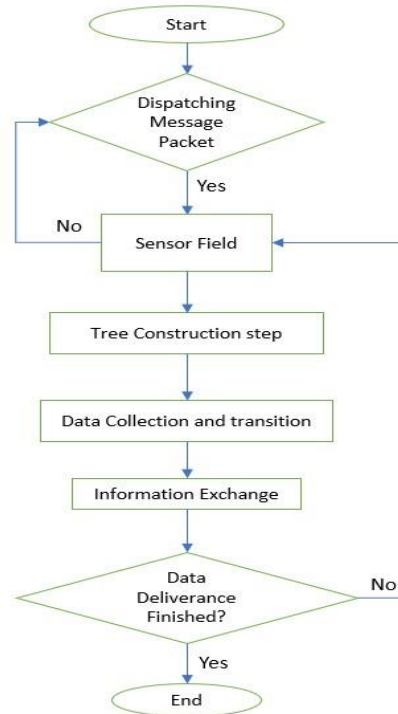 Start
Dispatching
Message
Packet
Yes
No
Sensor Field
Tree Construction step
Data Collection and transition
Information Exchange
Data
Deliverance
Finished?
No
Yes
End